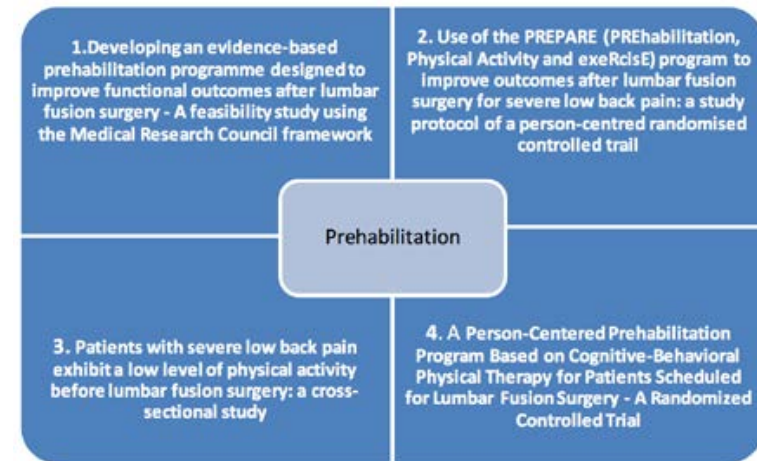 1.Developing an evidence-based
prehabilitation programme designed to
improve functional outcomes after lumbar
fusion surgery - A feasibility study using
the Medical Research Council framework
2. Use of the PREPARE (PREhabilitation,
Physical Activity and exeRcisE) program to
improve outcomes after lumbar fusion
surgery for severe low back pain: a study
protocol of a person-centred randomised
controlled trail
Prehabilitation
3. Patients with severe low back pain
exhibit a low level of physical activity
before lumbar fusion surgery: a cross-
sectional study
4. A Person-Centered Prehabilitation
Program Based on Cognitive-Behavioral
Physical Therapy for Patients Scheduled
for Lumbar Fusion Surgery - A Randomized
Controlled Trial